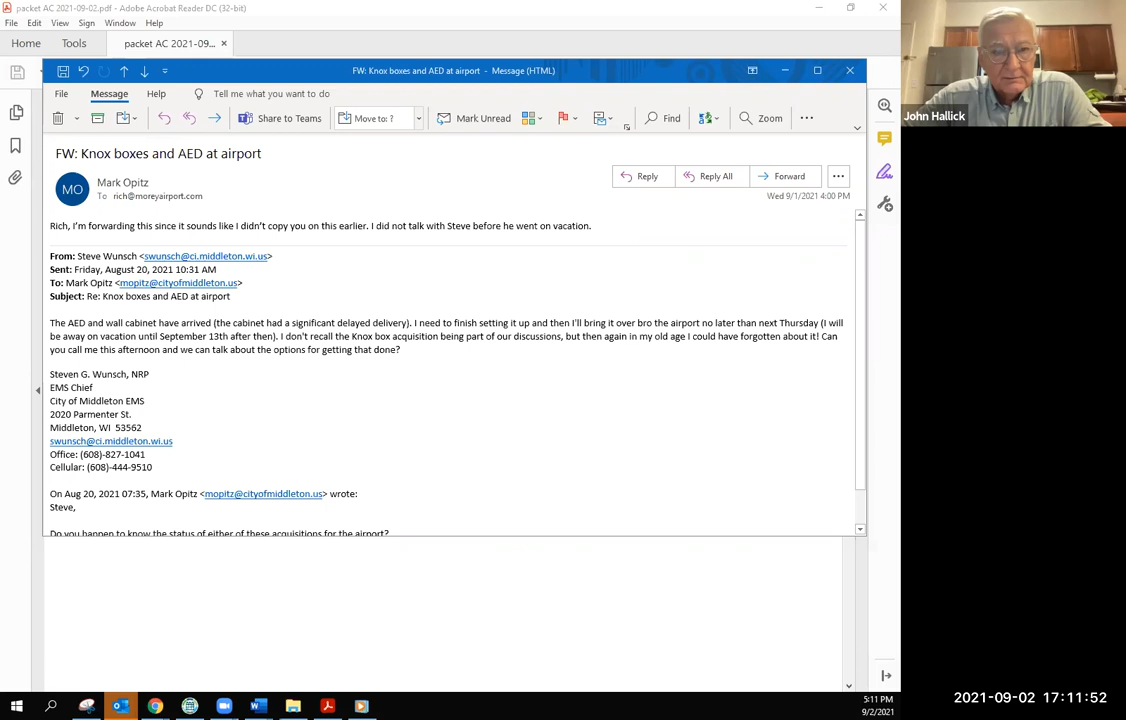 packet AC 2021-09-02.pdf - Adobe Acrobat Reader DC (32-bit)
File Edit View Sign Window Help
Home Tools packet AC 2021-09... ×
FW: Knox boxes and AED at airport - Message (HTML)
File Message Help Tell me what you want to do
Share to Teams Move to: ? Mark Unread Find Zoom
FW: Knox boxes and AED at airport
MO
Mark Opitz
To rich@moreyairport.com
Reply Reply All Forward
Wed 9/1/2021 4:00 PM
Rich, I'm forwarding this since it sounds like I didn't copy you on this earlier. I did not talk with Steve before he went on vacation.
From: Steve Wunsch <swunsch@ci.middleton.wi.us>
Sent: Friday, August 20, 2021 10:31 AM
To: Mark Opitz <mopitz@cityofmiddleton.us>
Subject: Re: Knox boxes and AED at airport
The AED and wall cabinet have arrived (the cabinet had a significant delayed delivery). I need to finish setting it up and then I'll bring it over bro the airport no later than next Thursday (I will
be away on vacation until September 13th after then). I don't recall the Knox box acquisition being part of our discussions, but then again in my old age I could have forgotten about it! Can
you call me this afternoon and we can talk about the options for getting that done?
Steven G. Wunsch, NRP
EMS Chief
City of Middleton EMS
2020 Parmenter St.
Middleton, WI 53562
swunsch@ci.middleton.wi.us
Office: (608)-827-1041
Cellular: (608)-444-9510
On Aug 20, 2021 07:35, Mark Opitz <mopitz@cityofmiddleton.us> wrote:
Steve,
Do you happen to know the status of either of these acquisitions for the airport?
John Hallick
5:11 PM
9/2/2021
2021-09-02 17:11:52